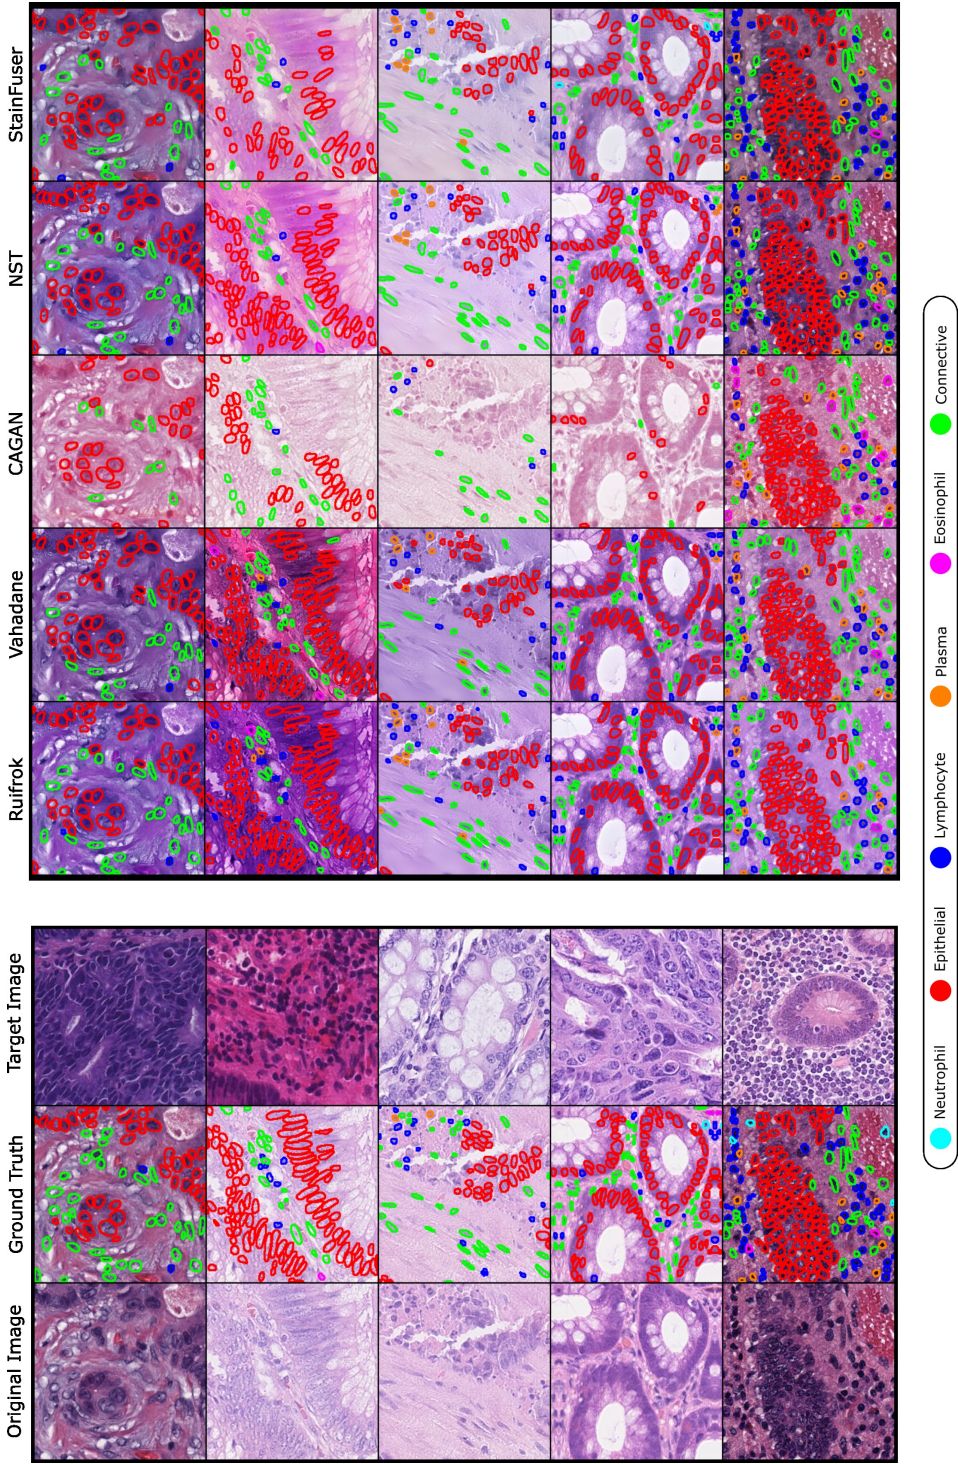 Original Image
Ground Truth
Target Image
Ruifrok
Vahadane
CAGAN
NST
StainFuser
Neutrophil
Epithelial
Lymphocyte
Plasma
Eosinophil
Connective